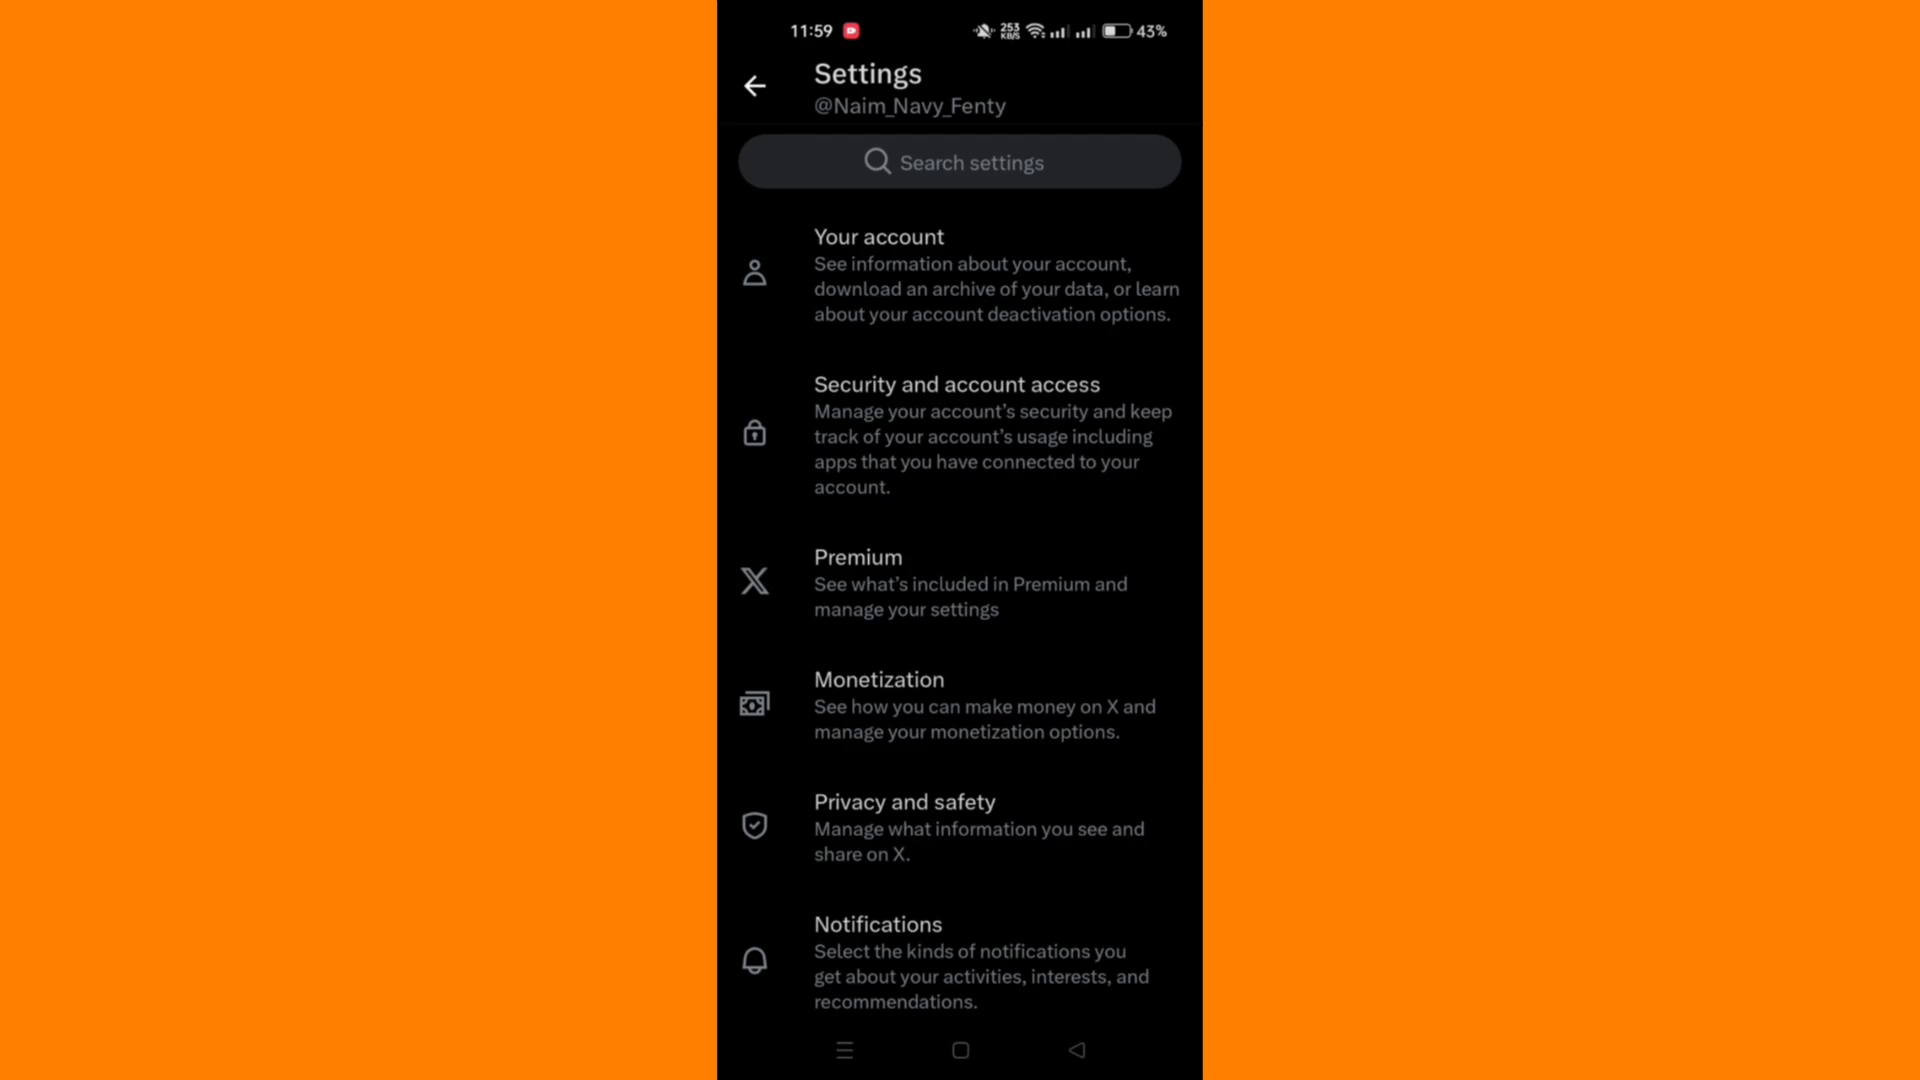 11:59
253
KB/S
43%
Settings
@Naim_Navy_Fenty
Search settings
Your account
See information about your account,
download an archive of your data, or learn
about your account deactivation options.
Security and account access
Manage your account’s security and keep
track of your account’s usage including
apps that you have connected to your
account.
Premium
See what’s included in Premium and
manage your settings
Monetization
See how you can make money on X and
manage your monetization options.
Privacy and safety
Manage what information you see and
share on X.
Notifications
Select the kinds of notifications you
get about your activities, interests, and
recommendations.